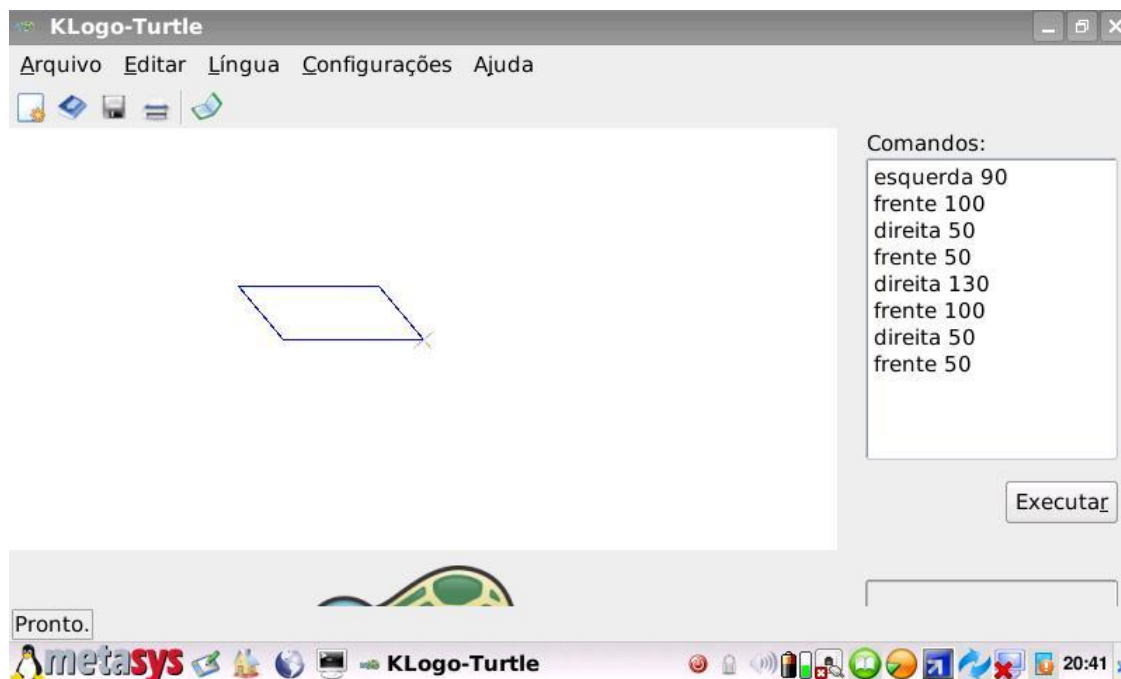 KLogo-Turtle
Arquivo Editar Língua Configurações Ajuda
Comandos:
esquerda 90
frente 100
direita 50
frente 50
direita 130
frente 100
direita 50
frente 50
Executar
Pronto.
metasys KLogo-Turtle 20:41